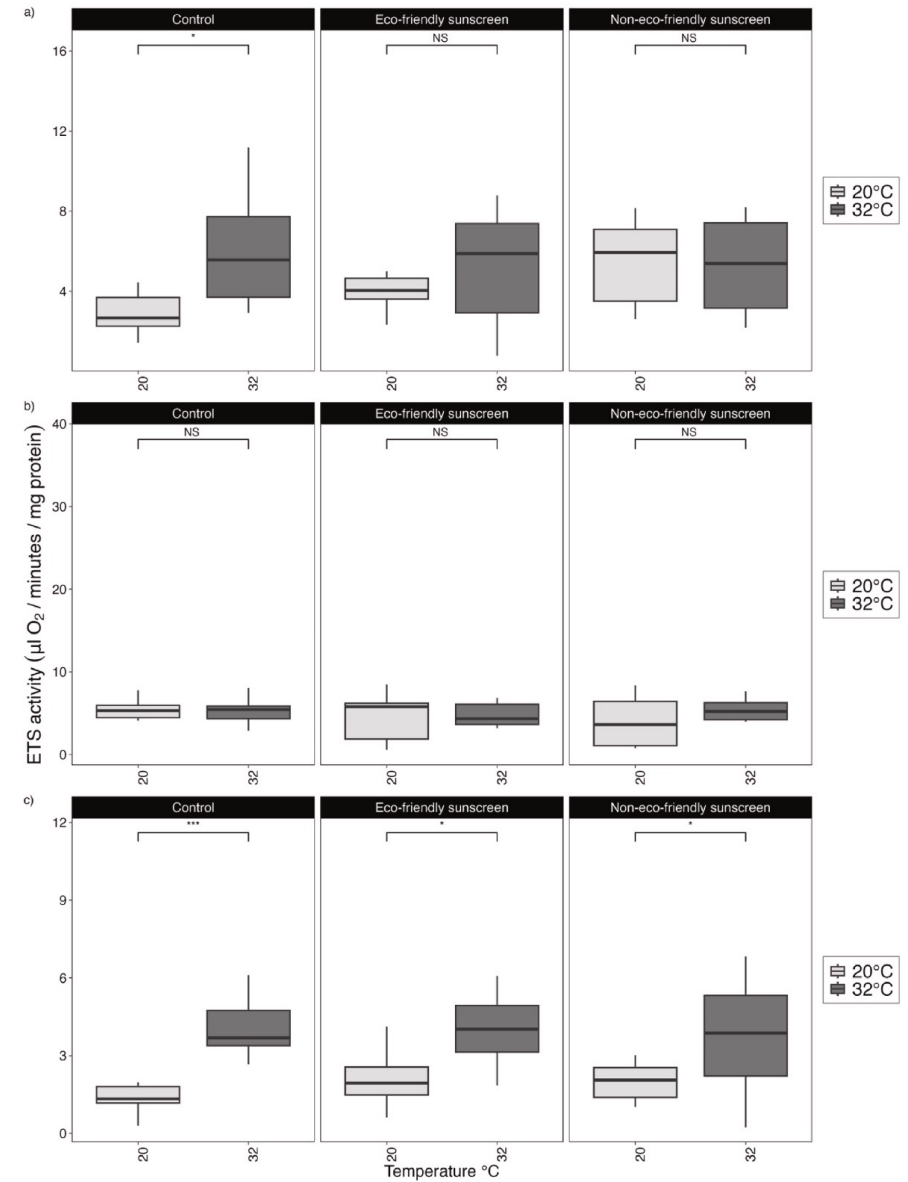 a)
Control Eco-friendly sunscreen Non-eco-friendly sunscreen
* NS NS
16
12
8
4
20 32 20 32 20 32
20°C
32°C
b)
Control Eco-friendly sunscreen Non-eco-friendly sunscreen
NS NS NS
40
30
20
10
0
20 32 20 32 20 32
20°C
32°C
ETS activity (µl O₂ / minutes / mg protein)
c)
Control Eco-friendly sunscreen Non-eco-friendly sunscreen
*** * *
12
9
6
3
0
20 32 20 32 20 32
20°C
32°C
Temperature °C